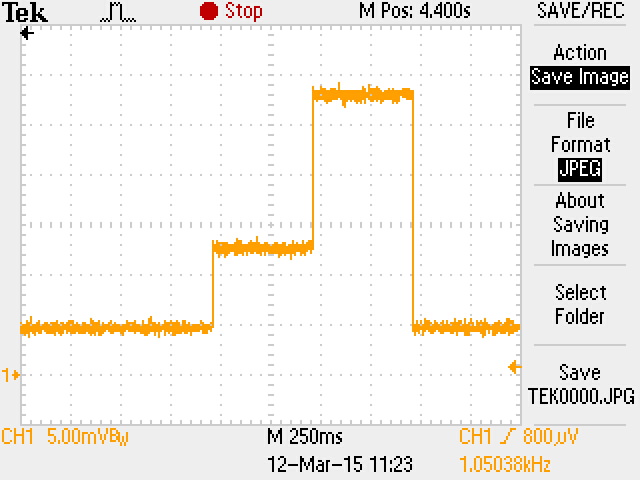 Tek Stop M Pos: 4.400s SAVE/REC
Action
Save Image
File
Format
JPEG
About
Saving
Images
Select
Folder
1
Save
TEK0000.JPG
CH1 5.00mVBw M 250ms CH1 800µV
12-Mar-15 11:23 1.05038kHz